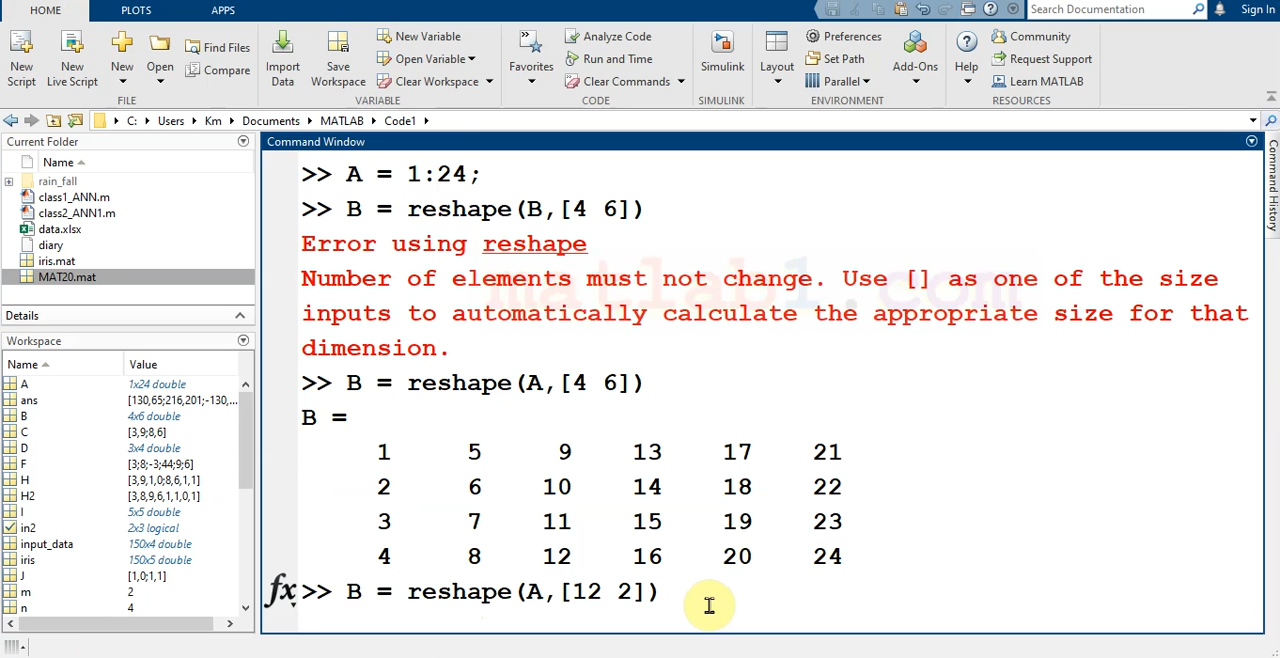 HOME PLOTS APPS
Search Documentation Sign In
New Script
New Live Script
New
Open
Find Files
Compare
FILE
Import Data
Save Workspace
New Variable
Open Variable
Clear Workspace
VARIABLE
Favorites
Analyze Code
Run and Time
Clear Commands
CODE
Simulink
SIMULINK
Layout
Preferences
Set Path
Parallel
Add-Ons
ENVIRONMENT
Help
Community
Request Support
Learn MATLAB
RESOURCES
C: Users Km Documents MATLAB Code1
Current Folder
Name
rain_fall
class1_ANN.m
class2_ANN1.m
data.xlsx
diary
iris.mat
MAT20.mat
Details
Workspace
Name Value
A 1x24 double
ans [130,65;216,201;-130,...
B 4x6 double
C [3,9;8,6]
D 3x4 double
F [3;8;-3;44;9;6]
H [3,9,1,0;8,6,1,1]
H2 [3,8,9,6,1,1,0,1]
I 5x5 double
in2 2x3 logical
input_data 150x4 double
iris 150x5 double
J [1,0;1,1]
m 2
n 4
Command Window
>> A = 1:24;
>> B = reshape(B,[4 6])
Error using reshape
Number of elements must not change. Use [] as one of the size
inputs to automatically calculate the appropriate size for that
dimension.
>> B = reshape(A,[4 6])
B =
1 5 9 13 17 21
2 6 10 14 18 22
3 7 11 15 19 23
4 8 12 16 20 24
fx >> B = reshape(A,[12 2])
matlab1.com
Command History